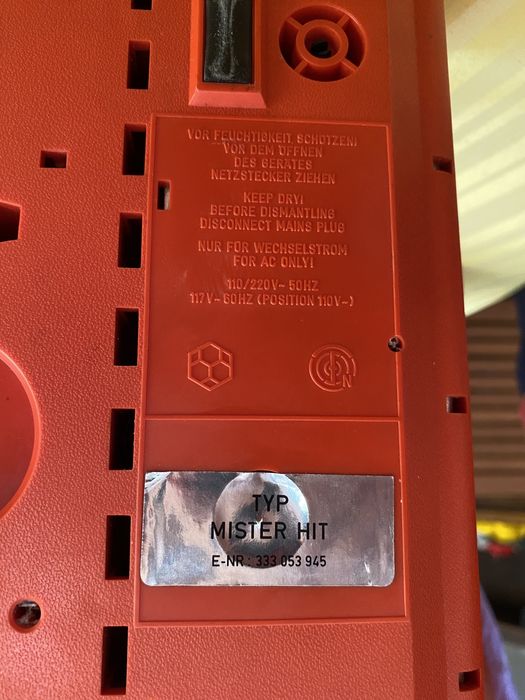 VOR FEUCHTIGKEIT SCHÜTZEN!
VOR DEM ÖFFNEN
DES GERÄTES
NETZSTECKER ZIEHEN
KEEP DRY!
BEFORE DISMANTLING
DISCONNECT MAINS PLUG
NUR FÜR WECHSELSTROM
FOR AC ONLY!
110/220V~ 50HZ
117V~ 60HZ (POSITION 110V~)
N
TYP
MISTER HIT
E-NR.: 333 053 945